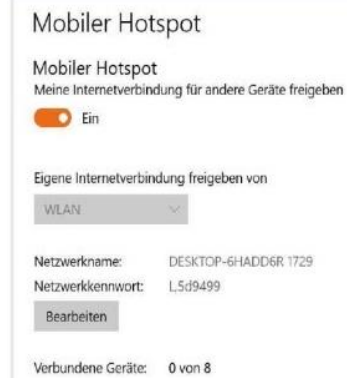 Mobiler Hotspot
Mobiler Hotspot
Meine Internetverbindung für andere Geräte freigeben
Ein
Eigene Internetverbindung freigeben von
WLAN
Netzwerkname: DESKTOP-6HADD6R 1729
Netzwerkkennwort: L5d9499
Bearbeiten
Verbundene Geräte: 0 von 8